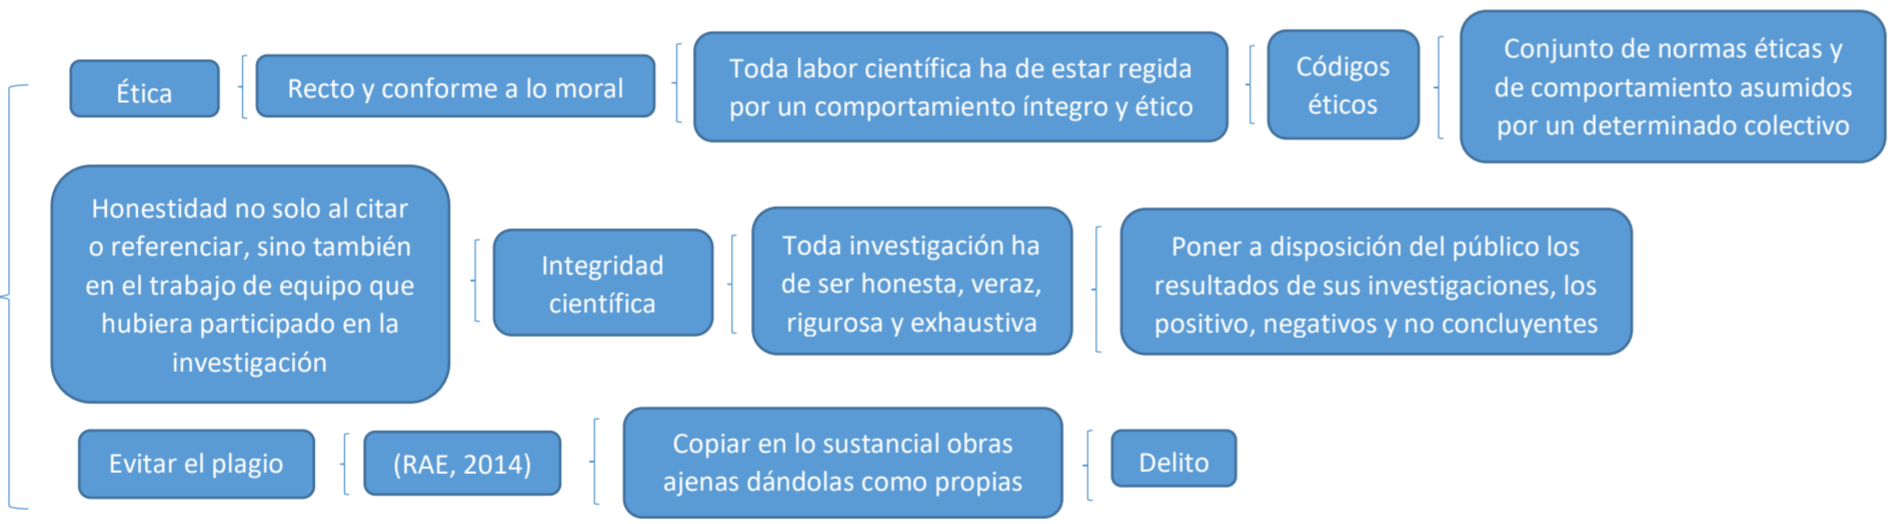 Ética
Recto y conforme a lo moral
Toda labor científica ha de estar regida
por un comportamiento íntegro y ético
Códigos
éticos
Conjunto de normas éticas y
de comportamiento asumidos
por un determinado colectivo
Honestidad no solo al citar
o referenciar, sino también
en el trabajo de equipo que
hubiera participado en la
investigación
Integridad
científica
Toda investigación ha
de ser honesta, veraz,
rigurosa y exhaustiva
Poner a disposición del público los
resultados de sus investigaciones, los
positivo, negativos y no concluyentes
Evitar el plagio
(RAE, 2014)
Copiar en lo sustancial obras
ajenas dándolas como propias
Delito